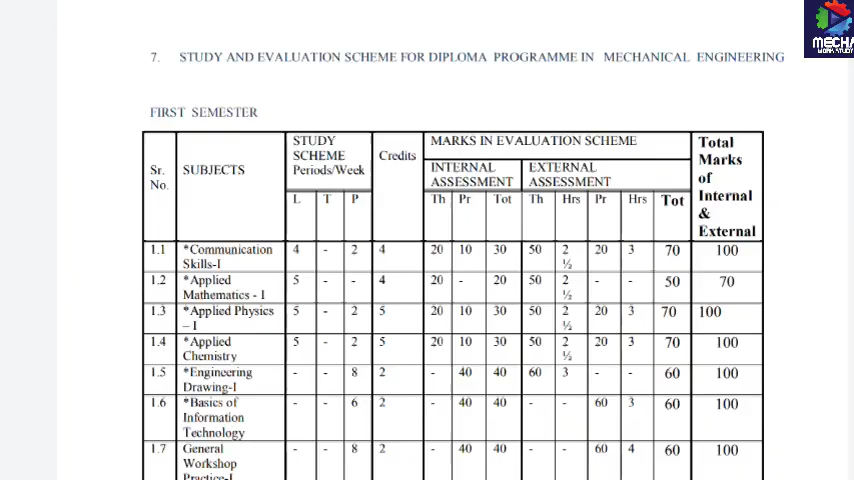 7. STUDY AND EVALUATION SCHEME FOR DIPLOMA PROGRAMME IN MECHANICAL ENGINEERING
FIRST SEMESTER
Sr. No. SUBJECTS STUDY SCHEME Periods/Week Credits MARKS IN EVALUATION SCHEME Total Marks of Internal & External
INTERNAL ASSESSMENT EXTERNAL ASSESSMENT
L T P Th Pr Tot Th Hrs Pr Hrs Tot
1.1 *Communication Skills-I 4 - 2 4 20 10 30 50 2 ½ 20 3 70 100
1.2 *Applied Mathematics - I 5 - - 4 20 - 20 50 2 ½ - - 50 70
1.3 *Applied Physics – I 5 - 2 5 20 10 30 50 2 ½ 20 3 70 100
1.4 *Applied Chemistry 5 - 2 5 20 10 30 50 2 ½ 20 3 70 100
1.5 *Engineering Drawing-I - - 8 2 - 40 40 60 3 - - 60 100
1.6 *Basics of Information Technology - - 6 2 - 40 40 - - 60 3 60 100
1.7 General Workshop Practice-I - - 8 2 - 40 40 - - 60 4 60 100